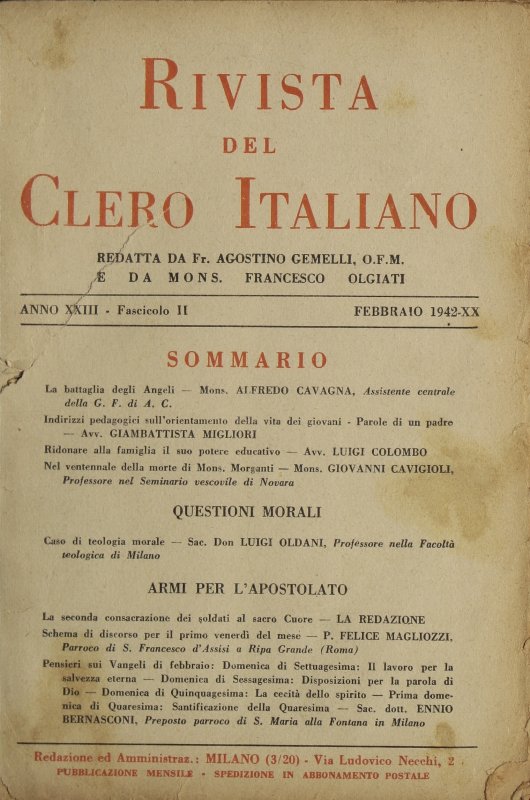 RIVISTA
DEL
CLERO ITALIANO
REDATTA DA Fr. AGOSTINO GEMELLI, O.F.M.
E DA MONS. FRANCESCO OLGIATI
ANNO XXIII - Fascicolo II FEBBRAIO 1942-XX
SOMMARIO
La battaglia degli Angeli — Mons. ALFREDO CAVAGNA, Assistente centrale
della G. F. di A. C.
Indirizzi pedagogici sull'orientamento della vita dei giovani - Parole di un padre
— Avv. GIAMBATTISTA MIGLIORI
Ridonare alla famiglia il suo potere educativo — Avv. LUIGI COLOMBO
Nel ventennale della morte di Mons. Morganti — Mons. GIOVANNI CAVIGIOLI,
Professore nel Seminario vescovile di Novara
QUESTIONI MORALI
Caso di teologia morale — Sac. Don LUIGI OLDANI, Professore nella Facoltà
teologica di Milano
ARMI PER L'APOSTOLATO
La seconda consacrazione dei soldati al sacro Cuore — LA REDAZIONE
Schema di discorso per il primo venerdì del mese — P. FELICE MAGLIOZZI,
Parroco di S. Francesco d'Assisi a Ripa Grande (Roma)
Pensieri sui Vangeli di febbraio: Domenica di Settuagesima: Il lavoro per la
salvezza eterna — Domenica di Sessagesima: Disposizioni per la parola di
Dio — Domenica di Quinquagesima: La cecità dello spirito — Prima dome-
nica di Quaresima: Santificazione della Quaresima — Sac. dott. ENNIO
BERNASCONI, Preposto parroco di S. Maria alla Fontana in Milano
Redazione ed Amministraz.: MILANO (3/20) - Via Ludovico Necchi, 2
PUBBLICAZIONE MENSILE - SPEDIZIONE IN ABBONAMENTO POSTALE